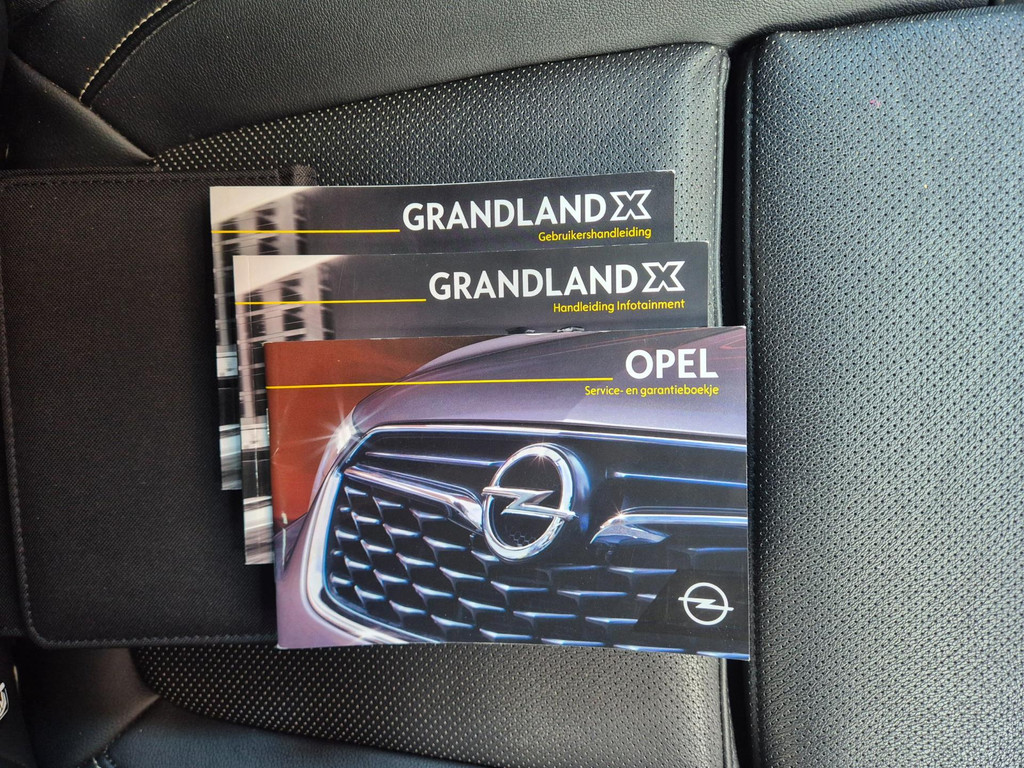 GRANDLAND X
Gebruikershandleiding
GRANDLAND X
Handleiding Infotainment
OPEL
Service- en garantieboekje